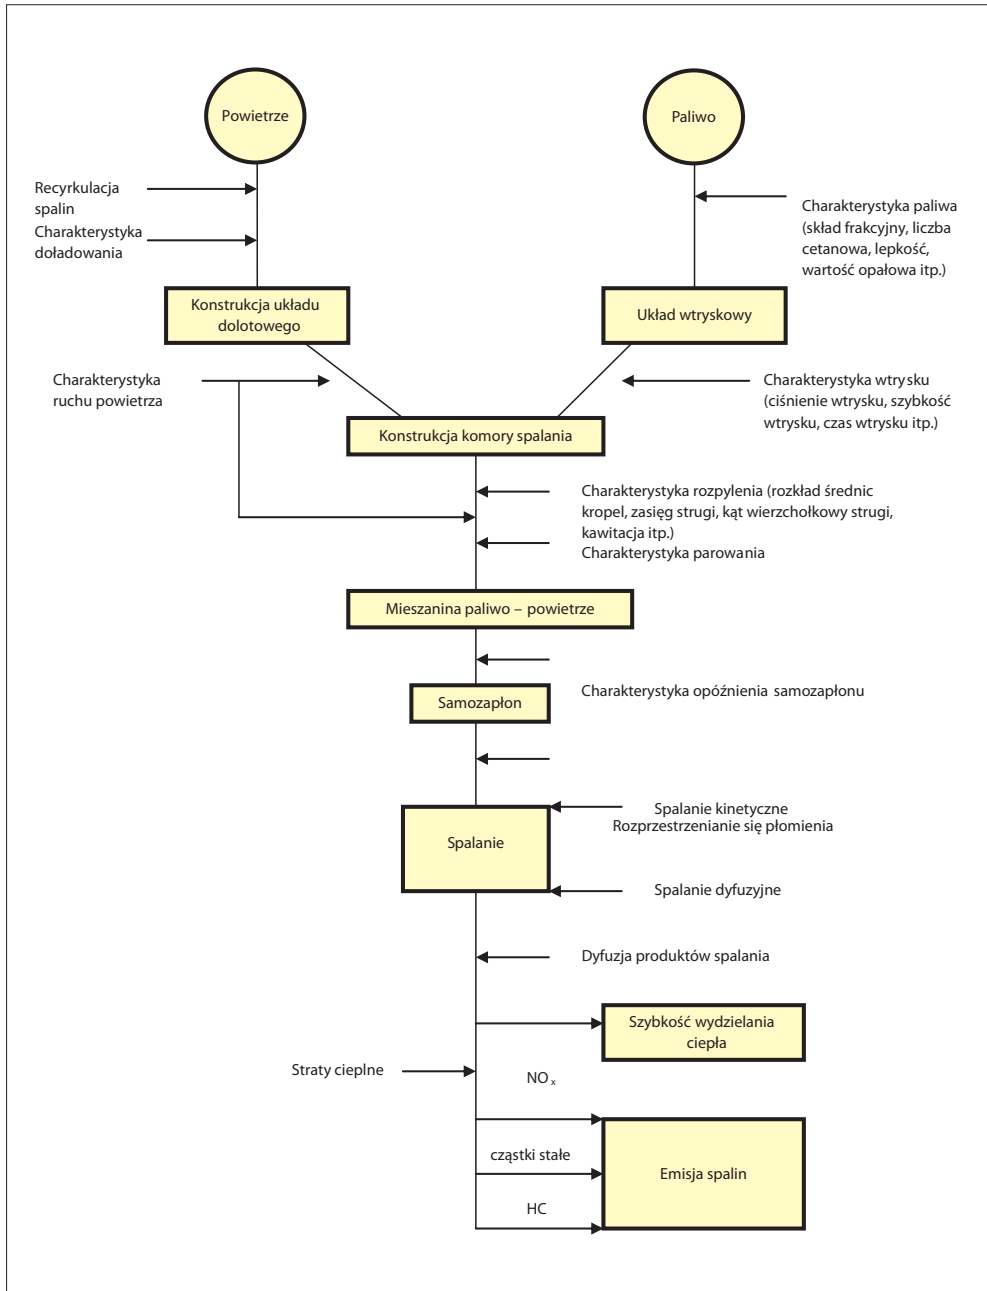 Powietrze
Paliwo
Recyrkulacja
spalin
Charakterystyka
doładowania
Charakterystyka paliwa
(skład frakcyjny, liczba
cetanowa, lepkość,
wartość opałowa itp.)
Konstrukcja układu
dolotowego
Układ wtryskowy
Charakterystyka
ruchu powietrza
Charakterystyka wtrysku
(ciśnienie wtrysku, szybkość
wtrysku, czas wtrysku itp.)
Konstrukcja komory spalania
Charakterystyka rozpylenia (rozkład średnic
kropel, zasięg strugi, kąt wierzchołkowy strugi,
kawitacja itp.)
Charakterystyka parowania
Mieszanina paliwo – powietrze
Charakterystyka opóźnienia samozapłonu
Samozapłon
Spalanie kinetyczne
Rozprzestrzenianie się płomienia
Spalanie
Spalanie dyfuzyjne
Dyfuzja produktów spalania
Szybkość wydzielania
ciepła
Straty cieplne
NOx
cząstki stałe
Emisja spalin
HC